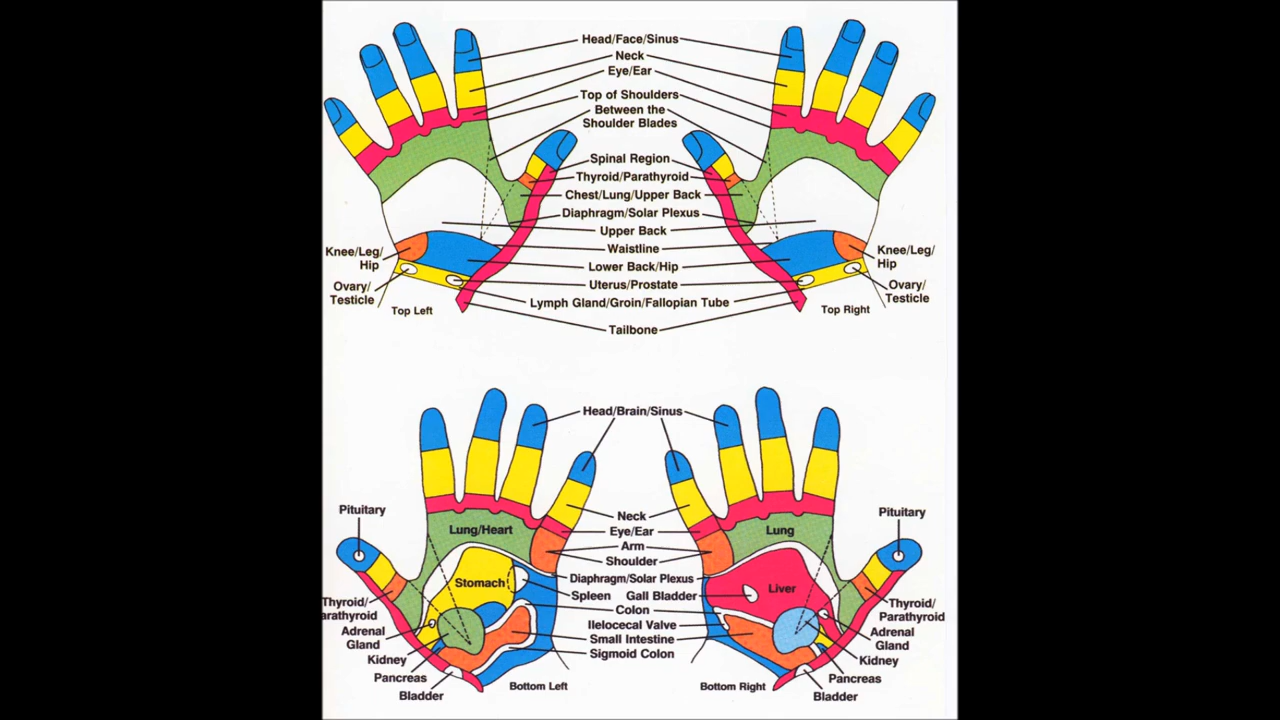 Head/Face/Sinus
Neck
Eye/Ear
Top of Shoulders
Between the
Shoulder Blades
Spinal Region
Thyroid/Parathyroid
Chest/Lung/Upper Back
Diaphragm/Solar Plexus
Upper Back
Waistline
Lower Back/Hip
Uterus/Prostate
Lymph Gland/Groin/Fallopian Tube
Tailbone
Knee/Leg/
Hip
Ovary/
Testicle
Top Left
Knee/Leg/
Hip
Ovary/
Testicle
Top Right
Head/Brain/Sinus
Pituitary
Lung/Heart
Neck
Eye/Ear
Arm
Shoulder
Lung
Pituitary
Stomach
Diaphragm/Solar Plexus
Spleen
Gall Bladder
Liver
Colon
Ilelocecal Valve
Small Intestine
Sigmoid Colon
Thyroid/
arathyroid
Adrenal
Gland
Kidney
Pancreas
Bladder
Bottom Left
Bottom Right
Thyroid/
Parathyroid
Adrenal
Gland
Kidney
Pancreas
Bladder